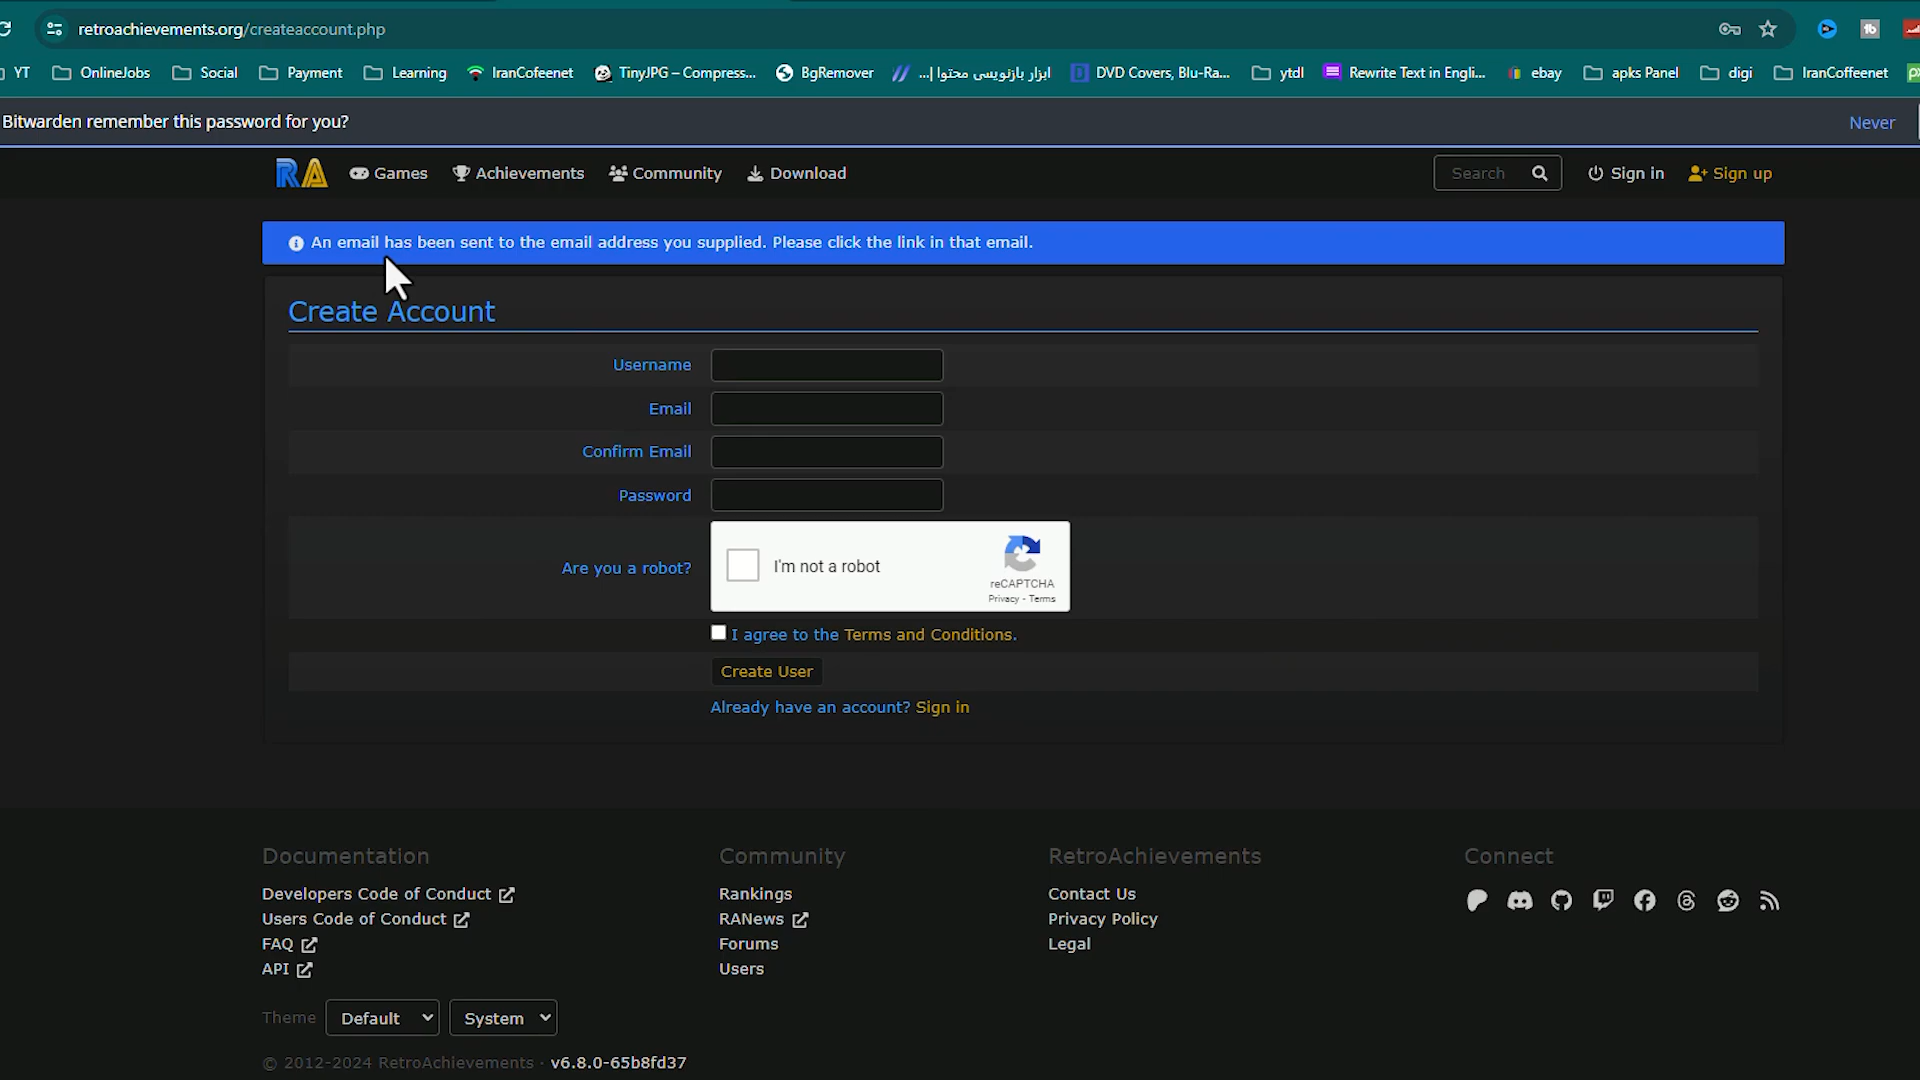 retroachievements.org/createaccount.php
YT OnlineJobs Social Payment Learning IranCofeenet TinyJPG – Compress... BgRemover ابزار بازنویسی محتوا |... DVD Covers, Blu-Ra... ytdl Rewrite Text in Engli... ebay apks Panel digi IranCoffeenet
Bitwarden remember this password for you? Never
RA Games Achievements Community Download Search Sign in Sign up
An email has been sent to the email address you supplied. Please click the link in that email.
Create Account
Username
Email
Confirm Email
Password
Are you a robot? I'm not a robot
reCAPTCHA
Privacy - Terms
I agree to the Terms and Conditions.
Create User
Already have an account? Sign in
Documentation Community RetroAchievements Connect
Developers Code of Conduct Rankings Contact Us
Users Code of Conduct RANews Privacy Policy
FAQ Forums Legal
API Users
Theme Default System
© 2012-2024 RetroAchievements · v6.8.0-65b8fd37